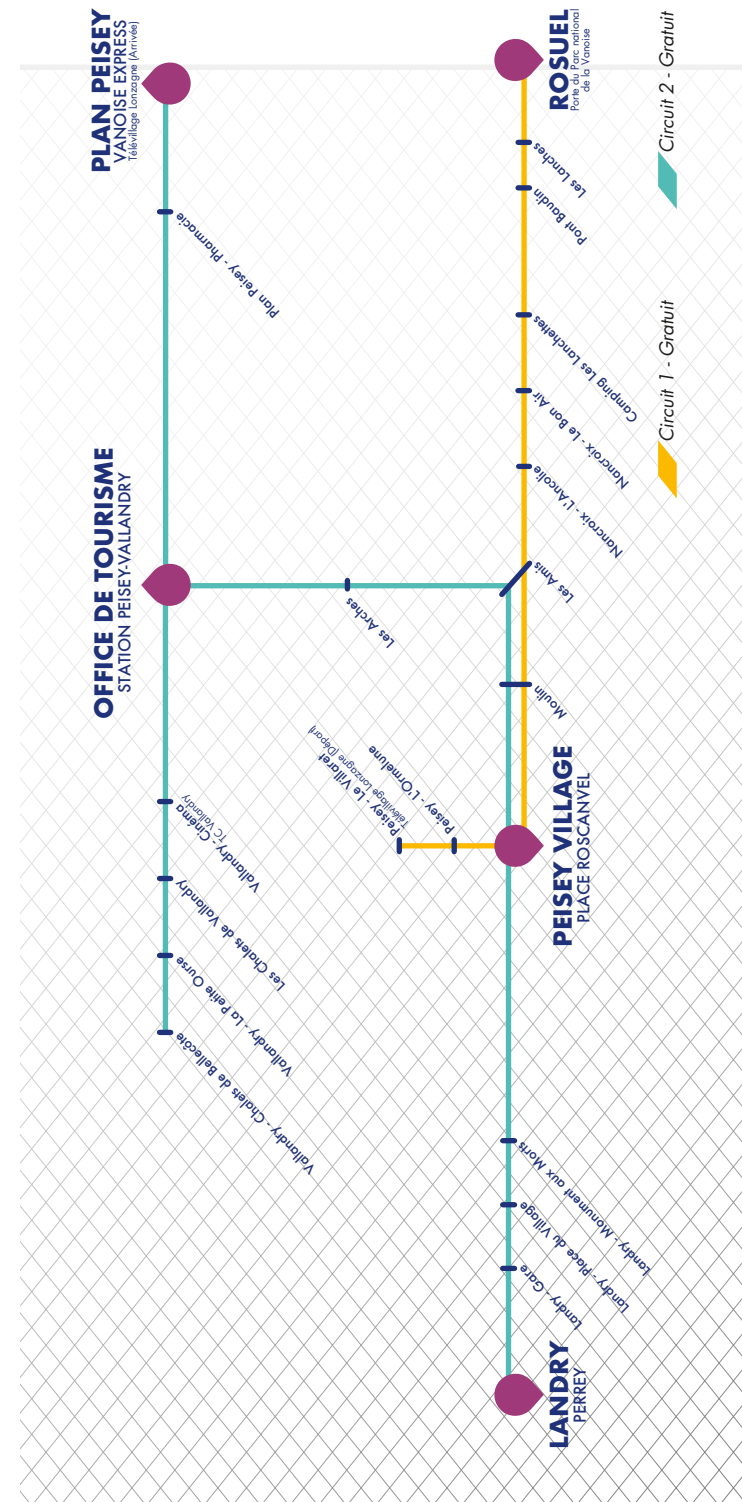 PLAN PEISEY
VANOISE EXPRESS
Télévillage Lonzagne (Arrivée)
Plan Peisey - Pharmacie
OFFICE DE TOURISME
STATION PEISEY-VALLANDRY
Vallandry - Cinéma
TC Vallandry
Les Chalets de Vallandry
Vallandry - La Petite Ourse
Vallandry - Chalets de Bellecôte
Les Arches
Peisey - Le Villaret
Télévillage Lonzagne (Départ)
Peisey - L'Ormelune
ROSUEL
Porte du Parc national
de la Vanoise
Les Lanches
Pont Baudin
Camping Les Lanchettes
Nancroix - Le Bon Air
Nancroix - L'Ancolie
Les Amis
Moulin
PEISEY VILLAGE
PLACE ROSCANVEL
Landry - Monument aux Morts
Landry - Place du Village
Landry - Gare
LANDRY
PERREY
Circuit 1 - Gratuit
Circuit 2 - Gratuit